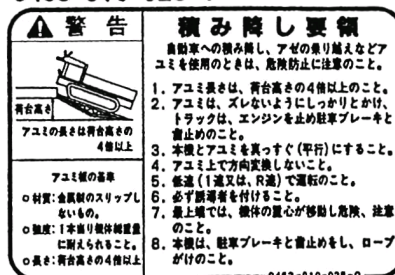 警告
荷台高さ
アユミの長さは荷台高さの
4倍以上
アユミ板の基準
○材質:金属製のスリップし
ないもの。
○強度:1本当り機体総重量
に耐えられること。
○長さ:荷台高さの4倍以上
積み降し要領
自動車への積み降し、アゼの乗り越えなどア
ユミを使用のときは、危険防止に注意のこと。
1. アユミ長さは、荷台高さの4倍以上のこと。
2. アユミは、ズレないようにしっかりとかけ、
トラックは、エンジンを止め駐車ブレーキと
歯止めのこと。
3. 本機とアユミを真っすぐ(平行)にすること。
4. アユミ上で方向変換しないこと。
5. 低速(1速又は、R速)で運転のこと。
6. 必ず誘導者を付けること。
7. 最上端では、機体の重心が移動し危険、注意
のこと。
8. 本機は、駐車ブレーキと歯止めをし、ロープ
がけのこと。